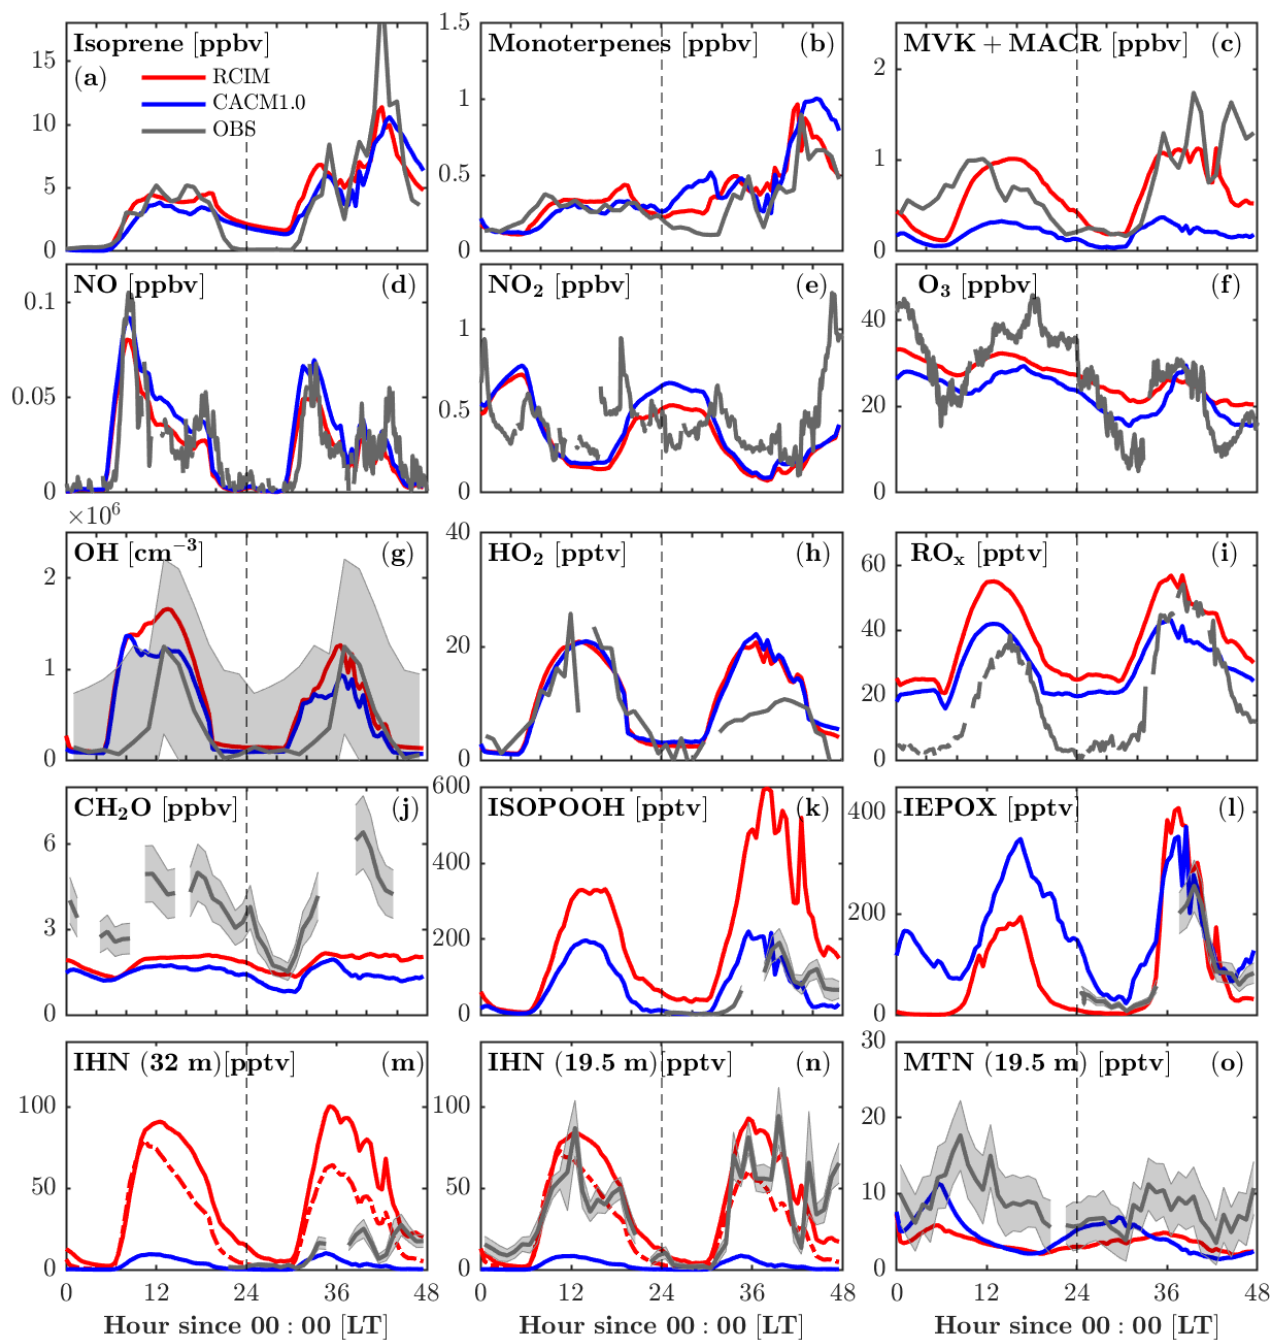 Isoprene [ppbv]
(a)
RCIM
CACM1.0
OBS
0
5
10
15
Monoterpenes [ppbv] (b)
0
0.5
1
1.5
MVK + MACR [ppbv] (c)
0
1
2
NO [ppbv] (d)
0
0.05
0.1
NO₂ [ppbv] (e)
0
0.5
1
O₃ [ppbv] (f)
0
20
40
×10⁶
OH [cm⁻³] (g)
0
1
2
HO₂ [pptv] (h)
0
20
40
ROₓ [pptv] (i)
0
20
40
60
CH₂O [ppbv] (j)
0
3
6
ISOPOOH [pptv] (k)
0
200
400
600
IEPOX [pptv] (l)
0
200
400
IHN (32 m)[pptv] (m)
0
50
100
0 12 24 36 48
Hour since 00 : 00 [LT]
IHN (19.5 m)[pptv] (n)
0
50
100
0 12 24 36 48
Hour since 00 : 00 [LT]
MTN (19.5 m) [pptv] (o)
0
10
20
30
0 12 24 36 48
Hour since 00 : 00 [LT]